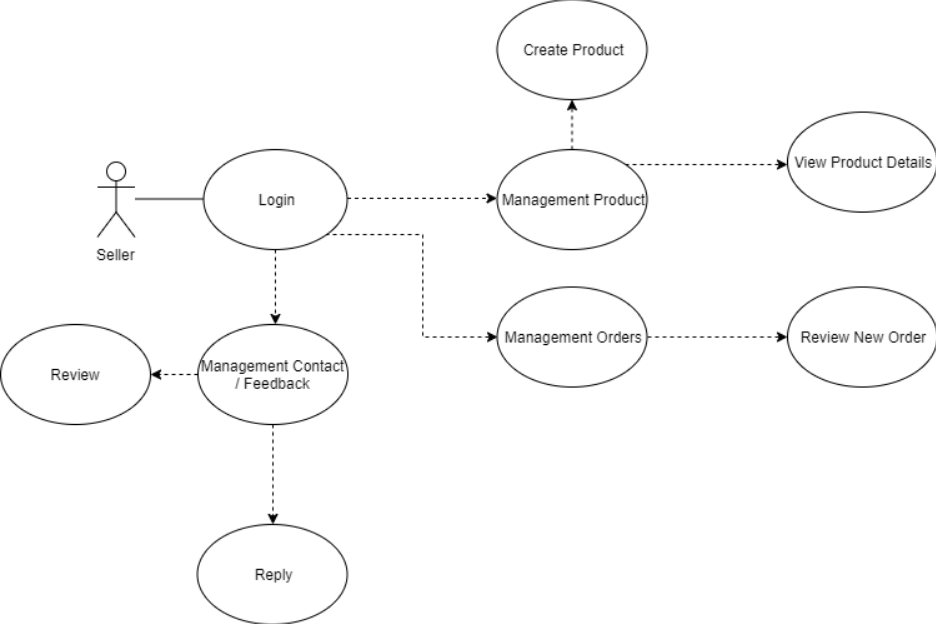 Create Product
View Product Details
Login
Management Product
Seller
Management Orders
Review New Order
Review
Management Contact
/ Feedback
Reply